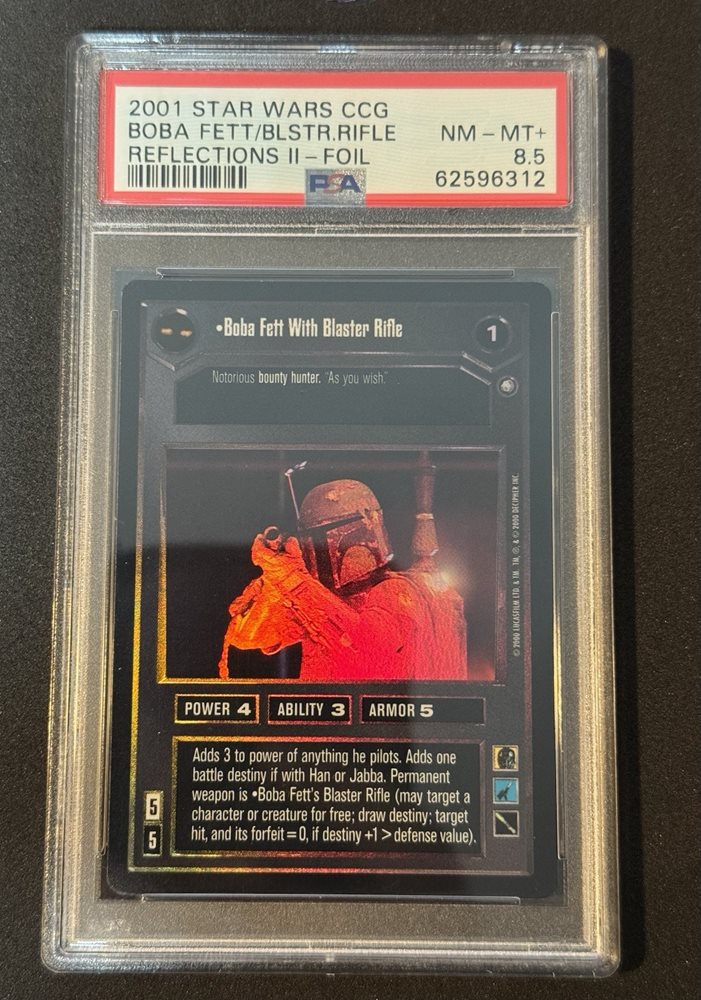 2001 STAR WARS CCG
BOBA FETT/BLSTR.RIFLE NM-MT+
REFLECTIONS II-FOIL 8.5
PSA 62596312
•Boba Fett With Blaster Rifle 1
Notorious bounty hunter. "As you wish."
© 2000 LUCASFILM LTD. & TM. TM, ®, & © 2000 DECIPHER INC.
POWER 4 ABILITY 3 ARMOR 5
Adds 3 to power of anything he pilots. Adds one
battle destiny if with Han or Jabba. Permanent
weapon is •Boba Fett's Blaster Rifle (may target a
character or creature for free; draw destiny; target
hit, and its forfeit=0, if destiny +1 > defense value).
5
5